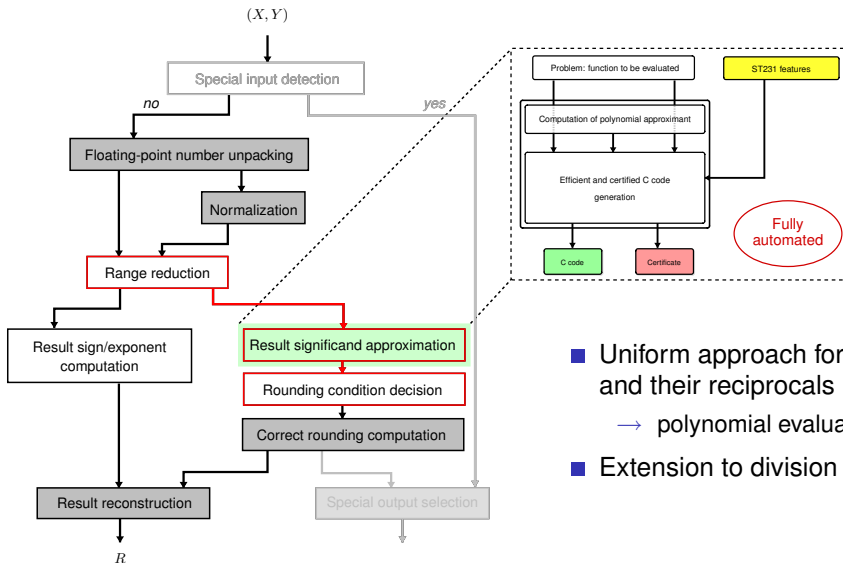 (X, Y)
Special input detection
no
yes
Floating-point number unpacking
Normalization
Range reduction
Result sign/exponent
computation
Result significand approximation
Rounding condition decision
Correct rounding computation
Result reconstruction
Special output selection
R
Problem: function to be evaluated
ST231 features
Computation of polynomial approximant
Efficient and certified C code
generation
Fully
automated
C code
Certificate
Uniform approach for
and their reciprocals
→ polynomial evalua
Extension to division